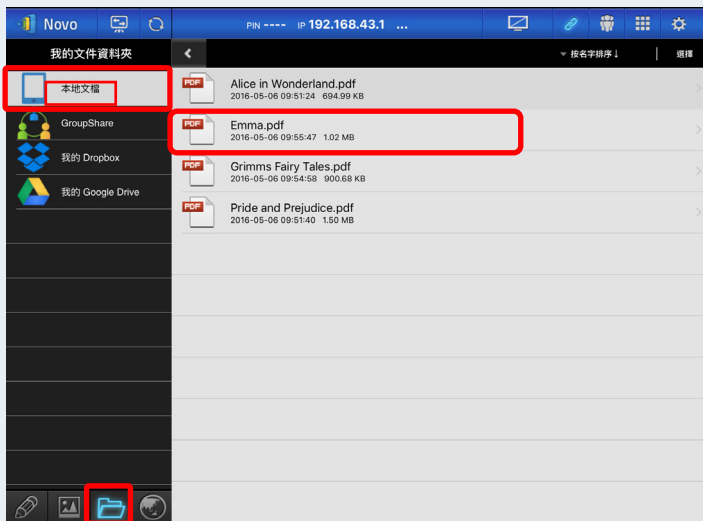 Novo PIN ---- IP 192.168.43.1 ...
我的文件資料夾 按名字排序↓ 選擇
本地文檔
GroupShare
我的 Dropbox
我的 Google Drive
PDF Alice in Wonderland.pdf
2016-05-06 09:51:24 694.99 KB
PDF Emma.pdf
2016-05-06 09:55:47 1.02 MB
PDF Grimms Fairy Tales.pdf
2016-05-06 09:54:58 900.68 KB
PDF Pride and Prejudice.pdf
2016-05-06 09:51:40 1.50 MB